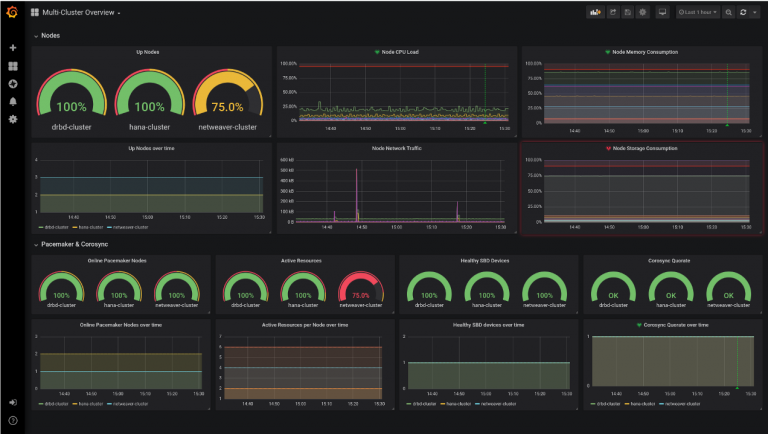 Multi-Cluster Overview
Last 1 hour
Nodes
Up Nodes
100%
100%
75.0%
drbd-cluster
hana-cluster
netweaver-cluster
Node CPU Load
100.00%
75.00%
50.00%
25.00%
0%
14:40
14:50
15:00
15:10
15:20
15:30
Node Memory Consumption
100.00%
75.00%
50.00%
25.00%
0%
14:40
14:50
15:00
15:10
15:20
15:30
Up Nodes over time
4
3
2
1
14:40
14:50
15:00
15:10
15:20
15:30
drbd-cluster
hana-cluster
netweaver-cluster
Node Network Traffic
600 kB
500 kB
400 kB
300 kB
200 kB
100 kB
0 B
14:40
14:50
15:00
15:10
15:20
15:30
Node Storage Consumption
100.00%
75.00%
50.00%
25.00%
0%
14:40
14:50
15:00
15:10
15:20
15:30
Pacemaker & Corosync
Online Pacemaker Nodes
100%
100%
100%
drbd-cluster
hana-cluster
netweaver-cluster
Active Resources
100%
100%
75.0%
drbd-cluster
hana-cluster
netweaver-cluster
Healthy SBD Devices
100%
100%
100%
drbd-cluster
hana-cluster
netweaver-cluster
Corosync Quorate
OK
OK
OK
drbd-cluster
hana-cluster
netweaver-cluster
Online Pacemaker Nodes over time
3
2
1
0
14:40
14:50
15:00
15:10
15:20
15:30
drbd-cluster
hana-cluster
netweaver-cluster
Active Resources per Node over time
7
6
5
4
3
2
1
14:40
14:50
15:00
15:10
15:20
15:30
drbd-cluster
hana-cluster
netweaver-cluster
Healthy SBD devices over time
2
1
0
14:40
14:50
15:00
15:10
15:20
15:30
drbd-cluster
hana-cluster
netweaver-cluster
Corosync Quorate over time
1
0
14:40
14:50
15:00
15:10
15:20
15:30
drbd-cluster
hana-cluster
netweaver-cluster